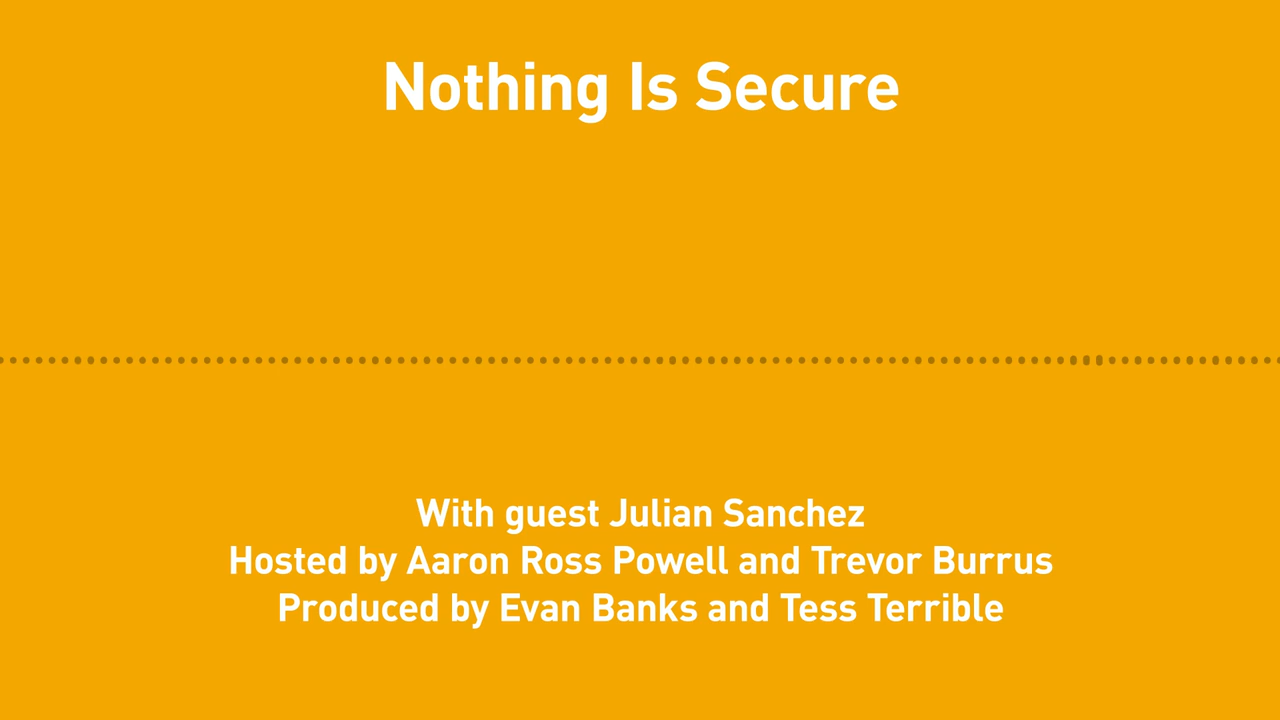 Nothing Is Secure
With guest Julian Sanchez
Hosted by Aaron Ross Powell and Trevor Burrus
Produced by Evan Banks and Tess Terrible